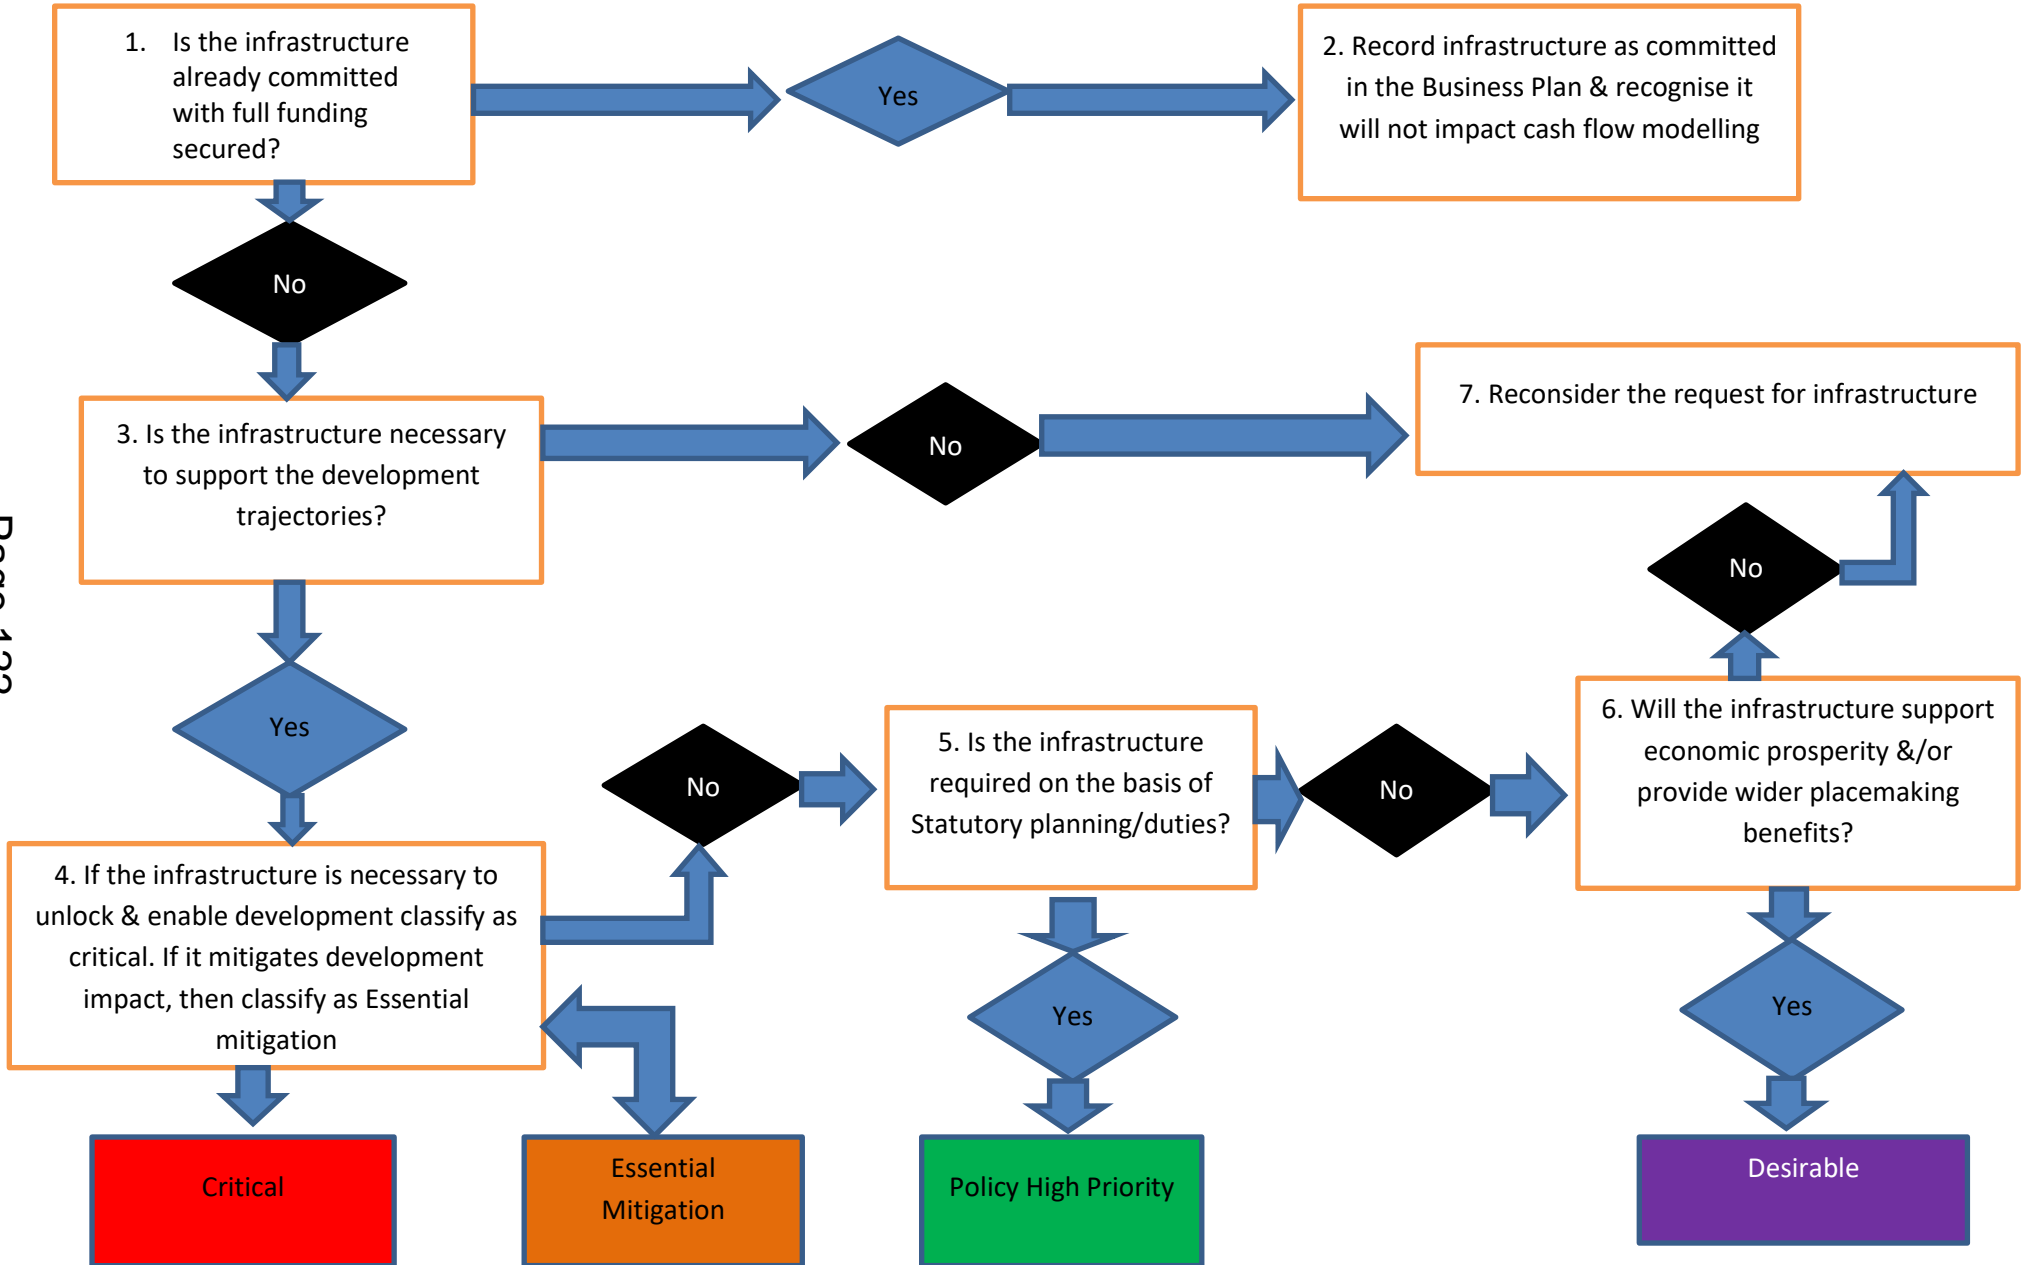 1. Is the infrastructure
already committed
with full funding
secured?
Yes
2. Record infrastructure as committed
in the Business Plan & recognise it
will not impact cash flow modelling
No
3. Is the infrastructure necessary
to support the development
trajectories?
No
7. Reconsider the request for infrastructure
No
Yes
No
5. Is the infrastructure
required on the basis of
Statutory planning/duties?
No
6. Will the infrastructure support
economic prosperity &/or
provide wider placemaking
benefits?
4. If the infrastructure is necessary to
unlock & enable development classify as
critical. If it mitigates development
impact, then classify as Essential
mitigation
Yes
Yes
Critical
Essential
Mitigation
Policy High Priority
Desirable